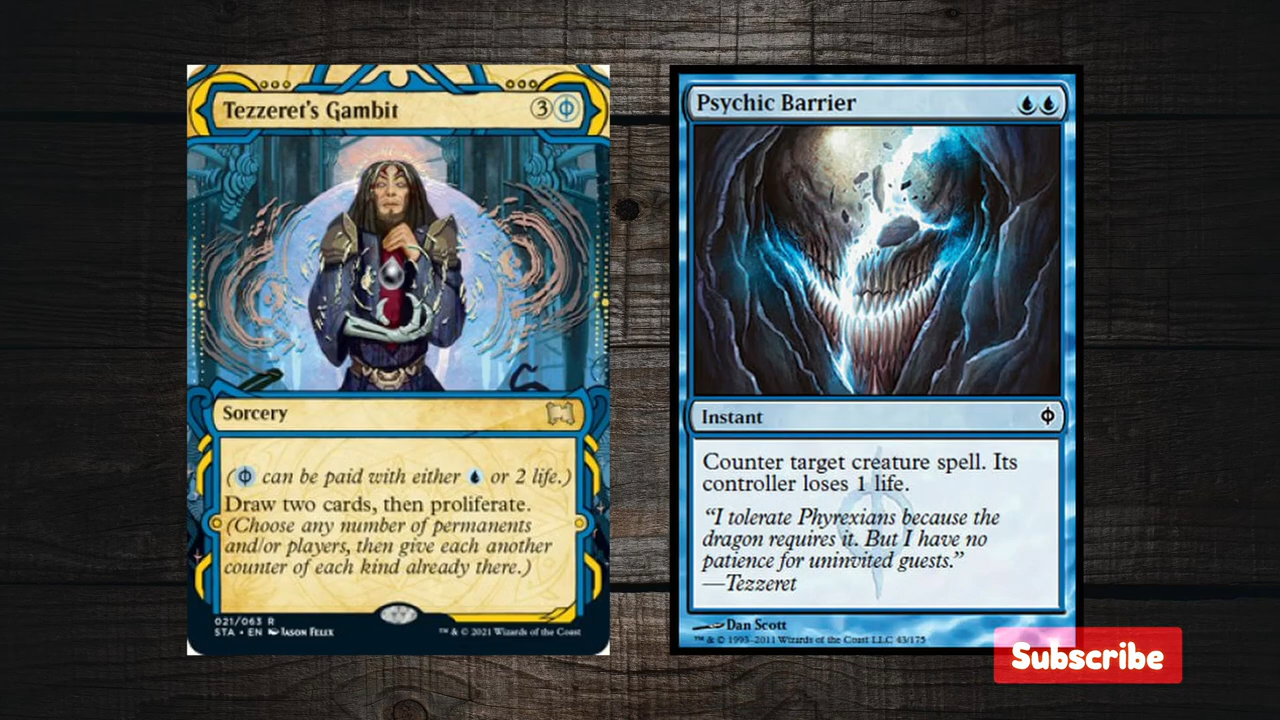 Tezzeret's Gambit
3
Sorcery
( can be paid with either or 2 life.)
Draw two cards, then proliferate.
(Choose any number of permanents
and/or players, then give each another
counter of each kind already there.)
021/063 R
STA • EN Jason Felix
™ & © 2021 Wizards of the Coast
Psychic Barrier
Instant
Counter target creature spell. Its
controller loses 1 life.
“I tolerate Phyrexians because the
dragon requires it. But I have no
patience for uninvited guests.”
—Tezzeret
Dan Scott
™ & © 1993–2011 Wizards of the Coast LLC 43/175
Subscribe